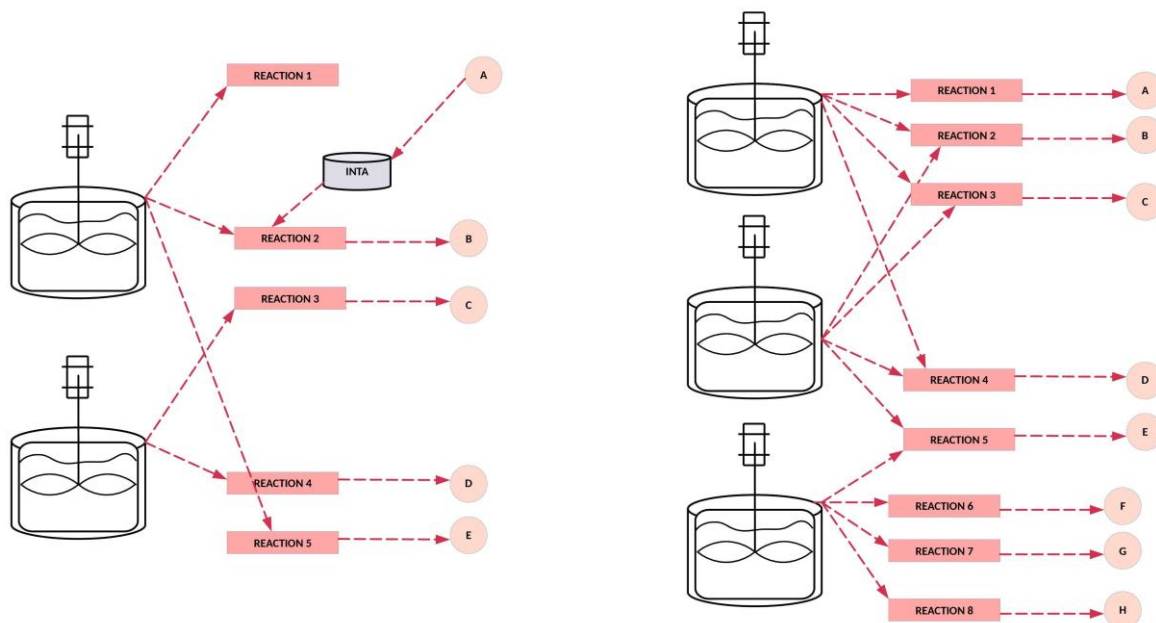 REACTION 1
A
INTA
REACTION 2
B
REACTION 3
C
REACTION 4
D
REACTION 5
E
REACTION 1
A
REACTION 2
B
REACTION 3
C
REACTION 4
D
REACTION 5
E
REACTION 6
F
REACTION 7
G
REACTION 8
H